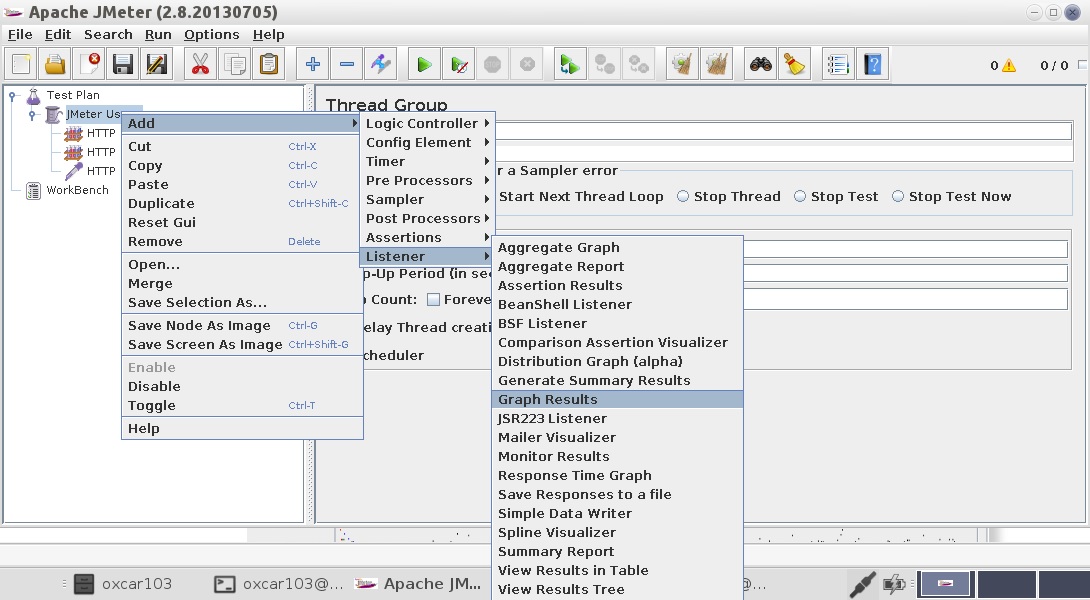 Apache JMeter (2.8.20130705)
File Edit Search Run Options Help
0 0 / 0
Test Plan
JMeter Us
HTTP
HTTP
HTTP
WorkBench
Thread Group
r a Sampler error
Start Next Thread Loop Stop Thread Stop Test Stop Test Now
p-Up Period (in sec
Count: Foreve
elay Thread creati
cheduler
Add
Cut Ctrl-X
Copy Ctrl-C
Paste Ctrl-V
Duplicate Ctrl+Shift-C
Reset Gui
Remove Delete
Open...
Merge
Save Selection As...
Save Node As Image Ctrl-G
Save Screen As Image Ctrl+Shift-G
Enable
Disable
Toggle Ctrl-T
Help
Logic Controller
Config Element
Timer
Pre Processors
Sampler
Post Processors
Assertions
Listener
Aggregate Graph
Aggregate Report
Assertion Results
BeanShell Listener
BSF Listener
Comparison Assertion Visualizer
Distribution Graph (alpha)
Generate Summary Results
Graph Results
JSR223 Listener
Mailer Visualizer
Monitor Results
Response Time Graph
Save Responses to a file
Simple Data Writer
Spline Visualizer
Summary Report
View Results in Table
View Results Tree
oxcar103 oxcar103@... Apache JM... @...